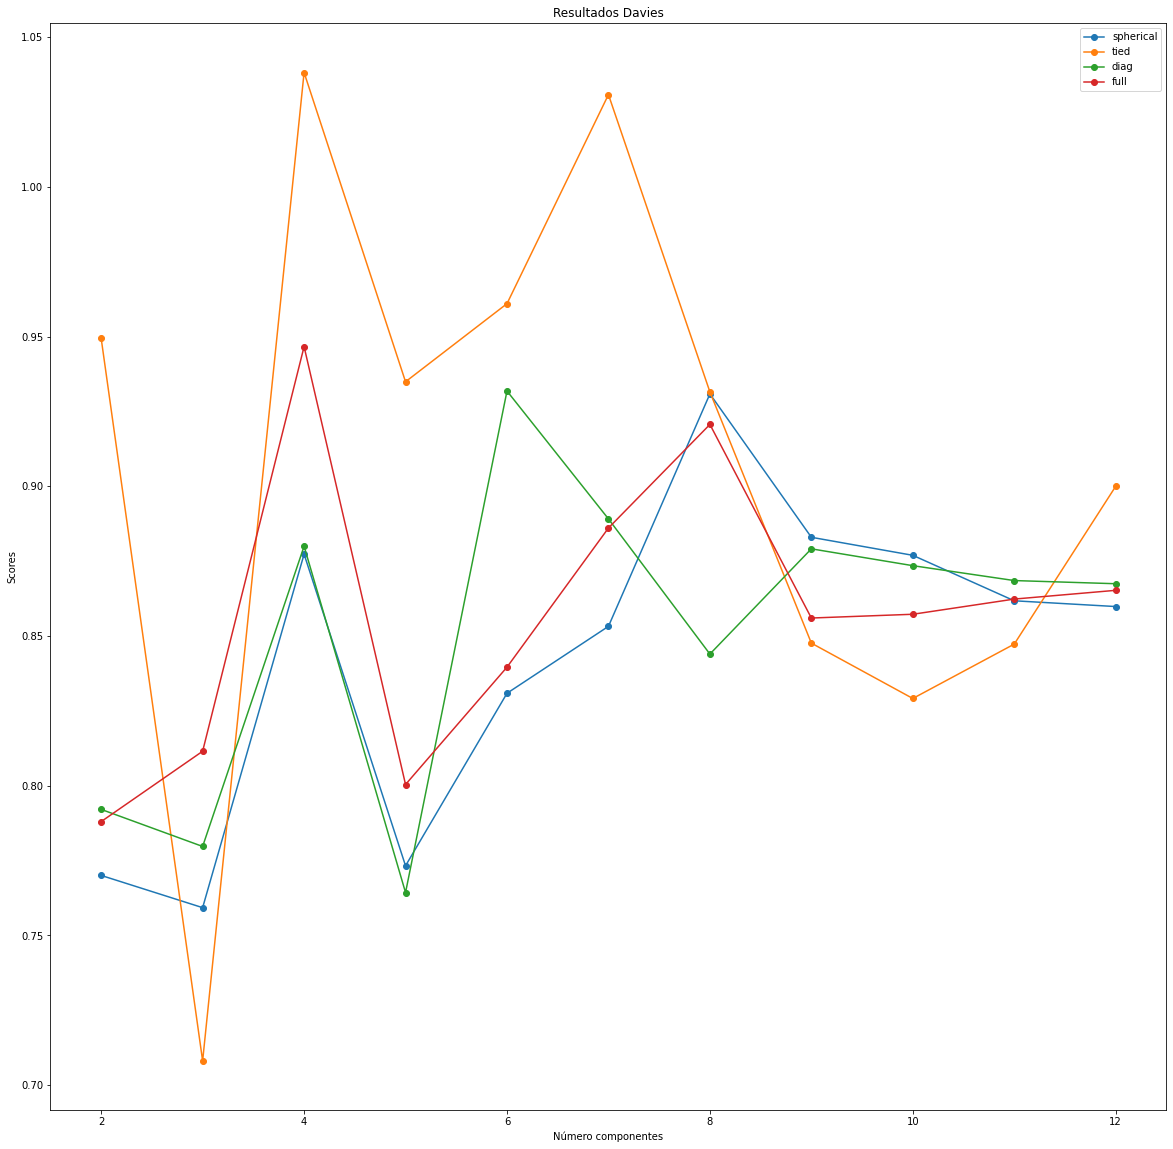 Resultados Davies
spherical
tied
diag
full
1.05
1.00
0.95
0.90
0.85
0.80
0.75
0.70
Scores
2
4
6
8
10
12
Número componentes